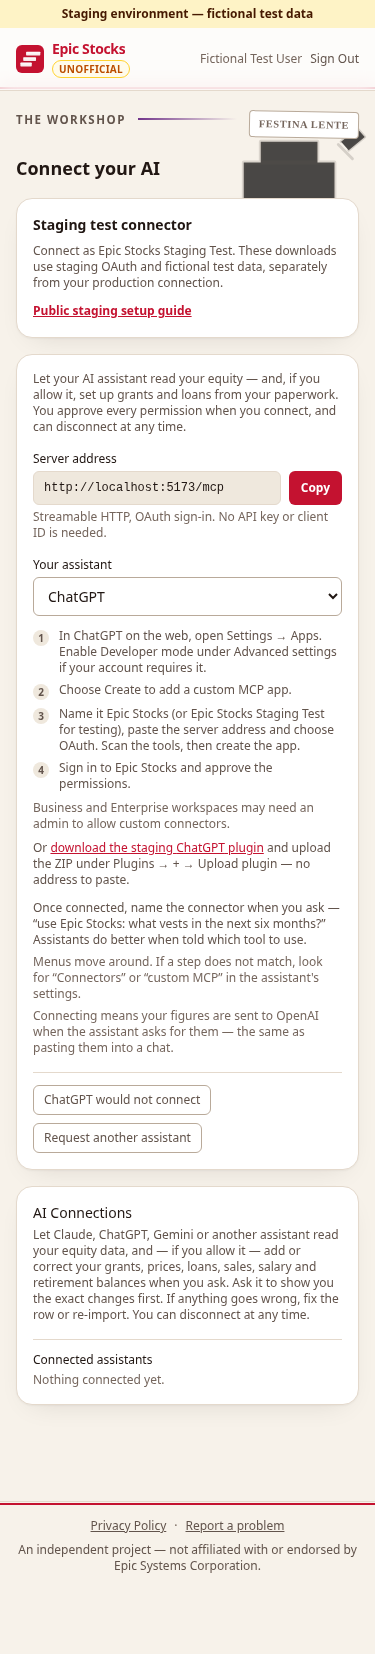 Staging environment — fictional test data
Epic Stocks
UNOFFICIAL
Fictional Test User
Sign Out
THE WORKSHOP
FESTINA LENTE
Connect your AI
Staging test connector
Connect as Epic Stocks Staging Test. These downloads
use staging OAuth and fictional test data, separately
from your production connection.
Public staging setup guide
Let your AI assistant read your equity — and, if you
allow it, set up grants and loans from your paperwork.
You approve every permission when you connect, and
can disconnect at any time.
Server address
http://localhost:5173/mcp
Copy
Streamable HTTP, OAuth sign-in. No API key or client
ID is needed.
Your assistant
ChatGPT
1 In ChatGPT on the web, open Settings → Apps.
Enable Developer mode under Advanced settings
if your account requires it.
2 Choose Create to add a custom MCP app.
3 Name it Epic Stocks (or Epic Stocks Staging Test
for testing), paste the server address and choose
OAuth. Scan the tools, then create the app.
4 Sign in to Epic Stocks and approve the
permissions.
Business and Enterprise workspaces may need an
admin to allow custom connectors.
Or download the staging ChatGPT plugin and upload
the ZIP under Plugins → + → Upload plugin — no
address to paste.
Once connected, name the connector when you ask —
“use Epic Stocks: what vests in the next six months?”
Assistants do better when told which tool to use.
Menus move around. If a step does not match, look
for “Connectors” or “custom MCP” in the assistant's
settings.
Connecting means your figures are sent to OpenAI
when the assistant asks for them — the same as
pasting them into a chat.
ChatGPT would not connect
Request another assistant
AI Connections
Let Claude, ChatGPT, Gemini or another assistant read
your equity data, and — if you allow it — add or
correct your grants, prices, loans, sales, salary and
retirement balances when you ask. Ask it to show you
the exact changes first. If anything goes wrong, fix the
row or re-import. You can disconnect at any time.
Connected assistants
Nothing connected yet.
Privacy Policy · Report a problem
An independent project — not affiliated with or endorsed by
Epic Systems Corporation.